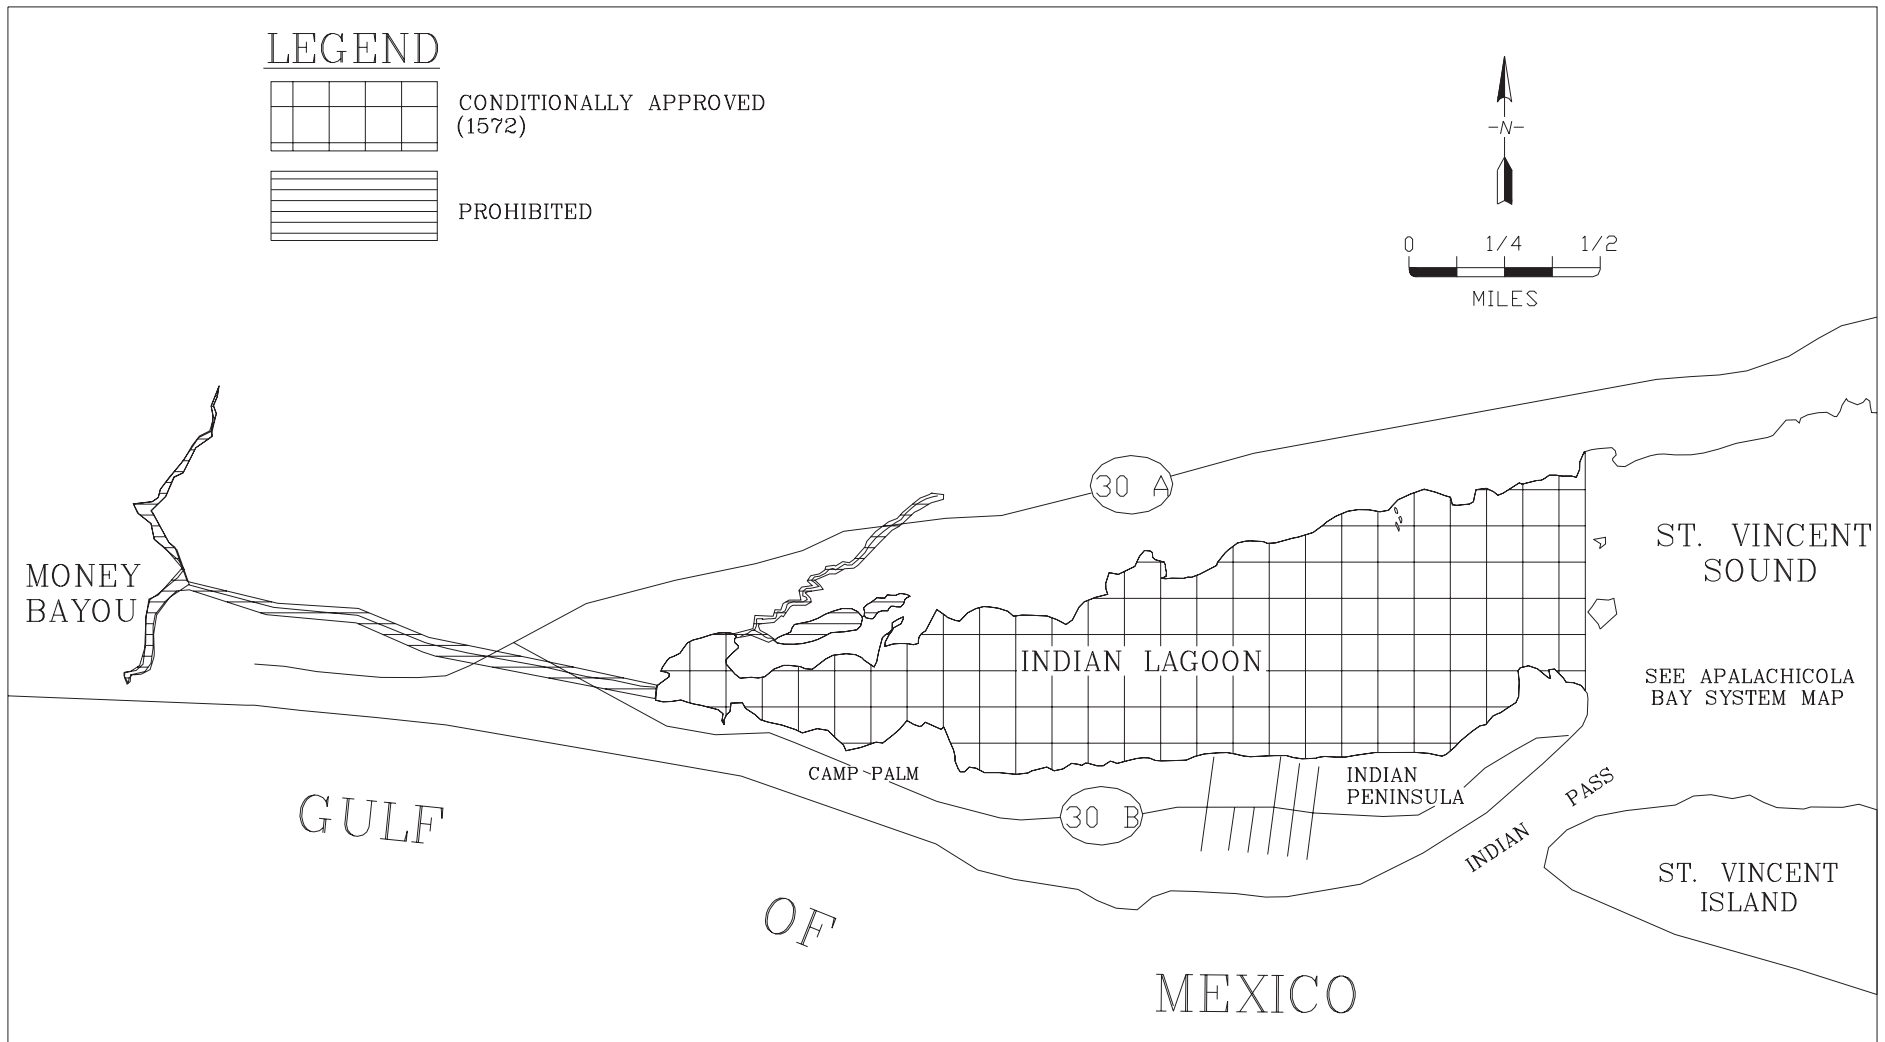 LEGEND
CONDITIONALLY APPROVED
(1572)
PROHIBITED
-N-
0 1/4 1/2
MILES
30 A
MONEY
BAYOU
ST. VINCENT
SOUND
INDIAN LAGOON
SEE APALACHICOLA
BAY SYSTEM MAP
CAMP PALM
INDIAN
PENINSULA
30 B
INDIAN PASS
GULF
OF
MEXICO
ST. VINCENT
ISLAND